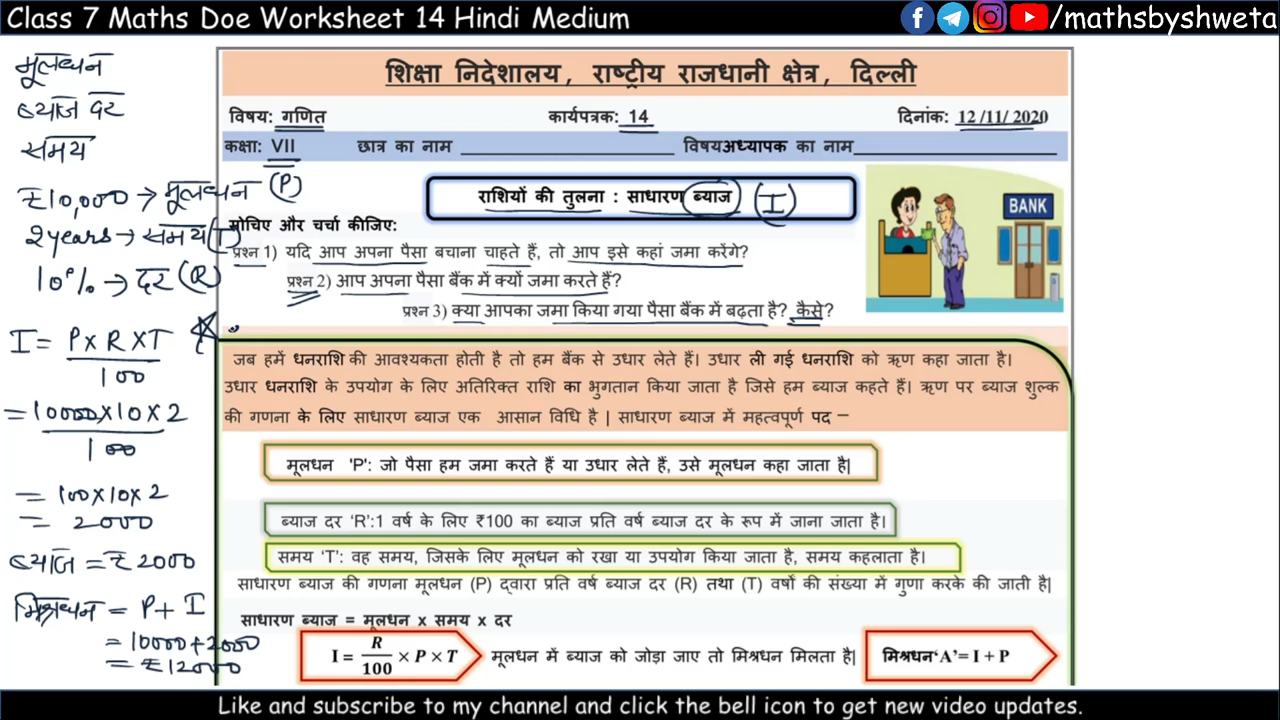 Class 7 Maths Doe Worksheet 14 Hindi Medium
/mathsbyshweta
मूलधन
ब्याज दर
समय
₹10,000 → मूलधन (P)
2 years → समय (T)
10% → दर (R)
I = P x R x T
100
= 10000 x 10 x 2
100
= 100 x 10 x 2
= 2000
ब्याज = ₹2000
मिश्रधन = P + I
= 10000 + 2000
= ₹12000
शिक्षा निदेशालय, राष्ट्रीय राजधानी क्षेत्र, दिल्ली
विषय: गणित कार्यपत्रक: 14 दिनांक: 12 /11/ 2020
कक्षा: VII छात्र का नाम ____________________ विषयअध्यापक का नाम____________________
राशियों की तुलना : साधारण ब्याज (I)
BANK
सोचिए और चर्चा कीजिए:
प्रश्न 1) यदि आप अपना पैसा बचाना चाहते हैं, तो आप इसे कहां जमा करेंगे?
प्रश्न 2) आप अपना पैसा बैंक में क्यों जमा करते हैं?
प्रश्न 3) क्या आपका जमा किया गया पैसा बैंक में बढ़ता है? कैसे?
जब हमें धनराशि की आवश्यकता होती है तो हम बैंक से उधार लेते हैं। उधार ली गई धनराशि को ऋण कहा जाता है।
उधार धनराशि के उपयोग के लिए अतिरिक्त राशि का भुगतान किया जाता है जिसे हम ब्याज कहते हैं। ऋण पर ब्याज शुल्क
की गणना के लिए साधारण ब्याज एक आसान विधि है | साधारण ब्याज में महत्वपूर्ण पद –
मूलधन 'P': जो पैसा हम जमा करते हैं या उधार लेते हैं, उसे मूलधन कहा जाता है|
ब्याज दर ‘R’:1 वर्ष के लिए ₹100 का ब्याज प्रति वर्ष ब्याज दर के रूप में जाना जाता है।
समय ‘T’: वह समय, जिसके लिए मूलधन को रखा या उपयोग किया जाता है, समय कहलाता है।
साधारण ब्याज की गणना मूलधन (P) द्वारा प्रति वर्ष ब्याज दर (R) तथा (T) वर्षों की संख्या में गुणा करके की जाती है|
साधारण ब्याज = मूलधन x समय x दर
I = R/100 × P × T मूलधन में ब्याज को जोड़ा जाए तो मिश्रधन मिलता है| मिश्रधन‘A’= I + P
Like and subscribe to my channel and click the bell icon to get new video updates.